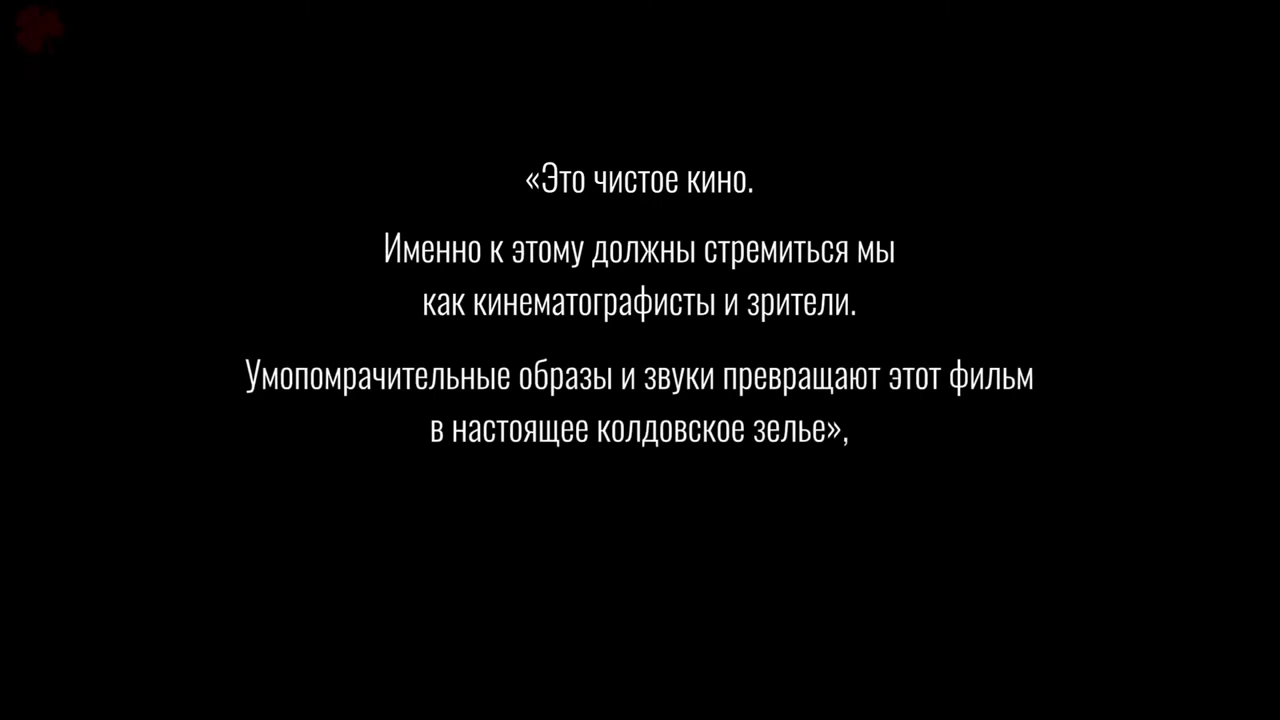 «Это чистое кино.
Именно к этому должны стремиться мы
как кинематографисты и зрители.
Умопомрачительные образы и звуки превращают этот фильм
в настоящее колдовское зелье»,